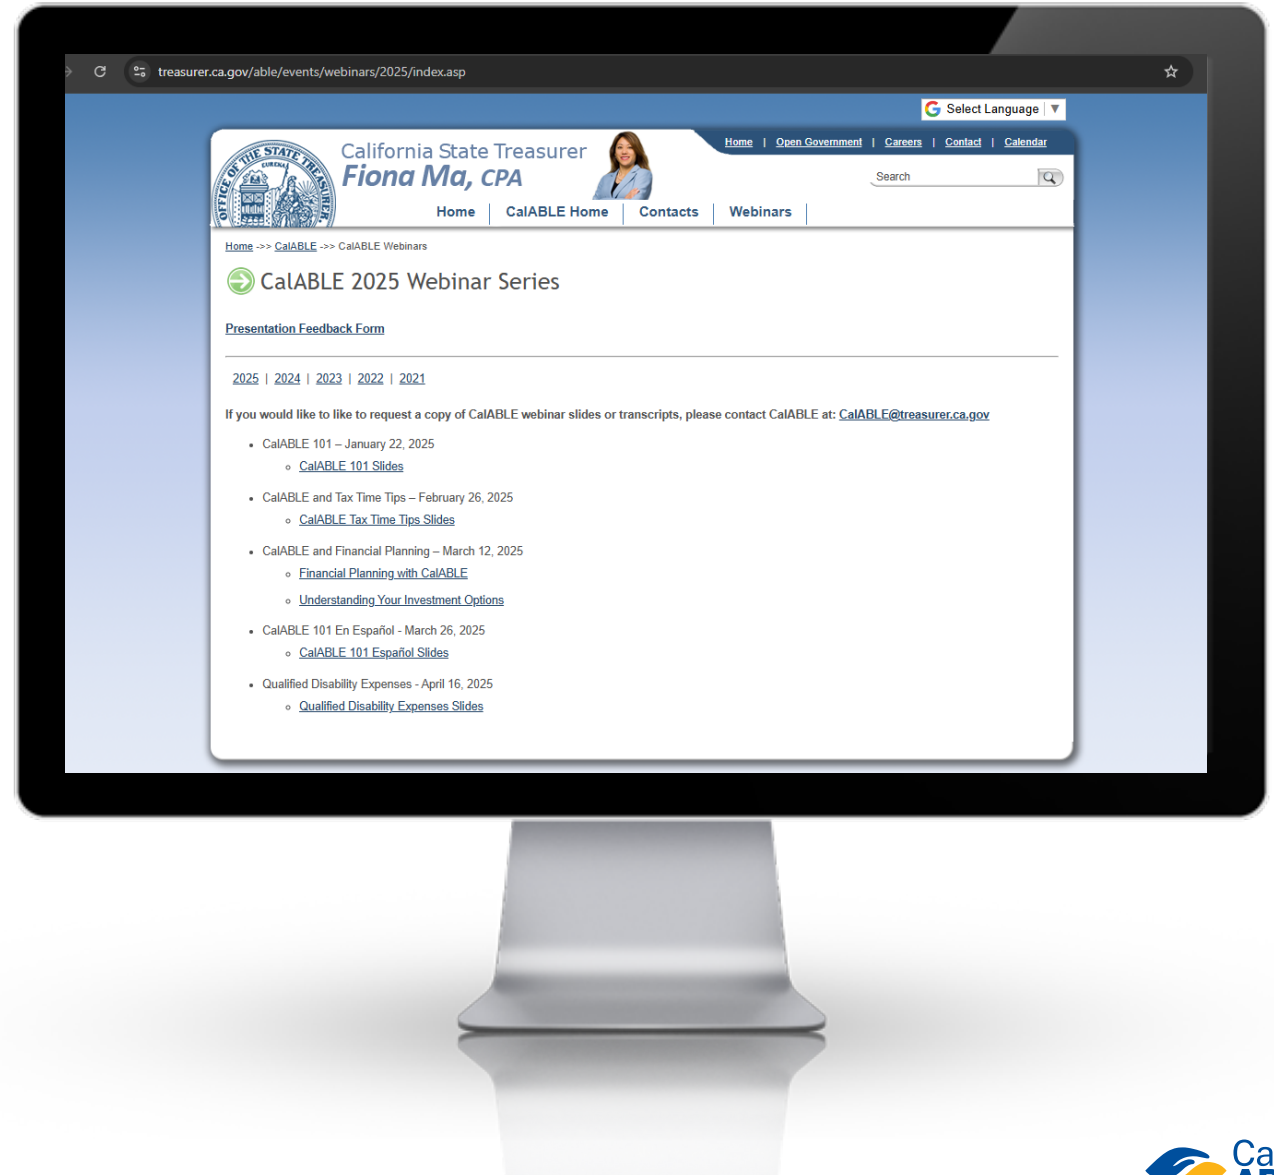 treasurer.ca.gov/able/events/webinars/2025/index.asp
G Select Language ▼
OFFICE OF THE STATE TREASURER
EUREKA
California State Treasurer
Fiona Ma, CPA
Home | Open Government | Careers | Contact | Calendar
Search
Home CalABLE Home Contacts Webinars
Home ->> CalABLE ->> CalABLE Webinars
CalABLE 2025 Webinar Series
Presentation Feedback Form
2025 | 2024 | 2023 | 2022 | 2021
If you would like to like to request a copy of CalABLE webinar slides or transcripts, please contact CalABLE at: CalABLE@treasurer.ca.gov
• CalABLE 101 – January 22, 2025
◦ CalABLE 101 Slides
• CalABLE and Tax Time Tips – February 26, 2025
◦ CalABLE Tax Time Tips Slides
• CalABLE and Financial Planning – March 12, 2025
◦ Financial Planning with CalABLE
◦ Understanding Your Investment Options
• CalABLE 101 En Español - March 26, 2025
◦ CalABLE 101 Español Slides
• Qualified Disability Expenses - April 16, 2025
◦ Qualified Disability Expenses Slides
Ca